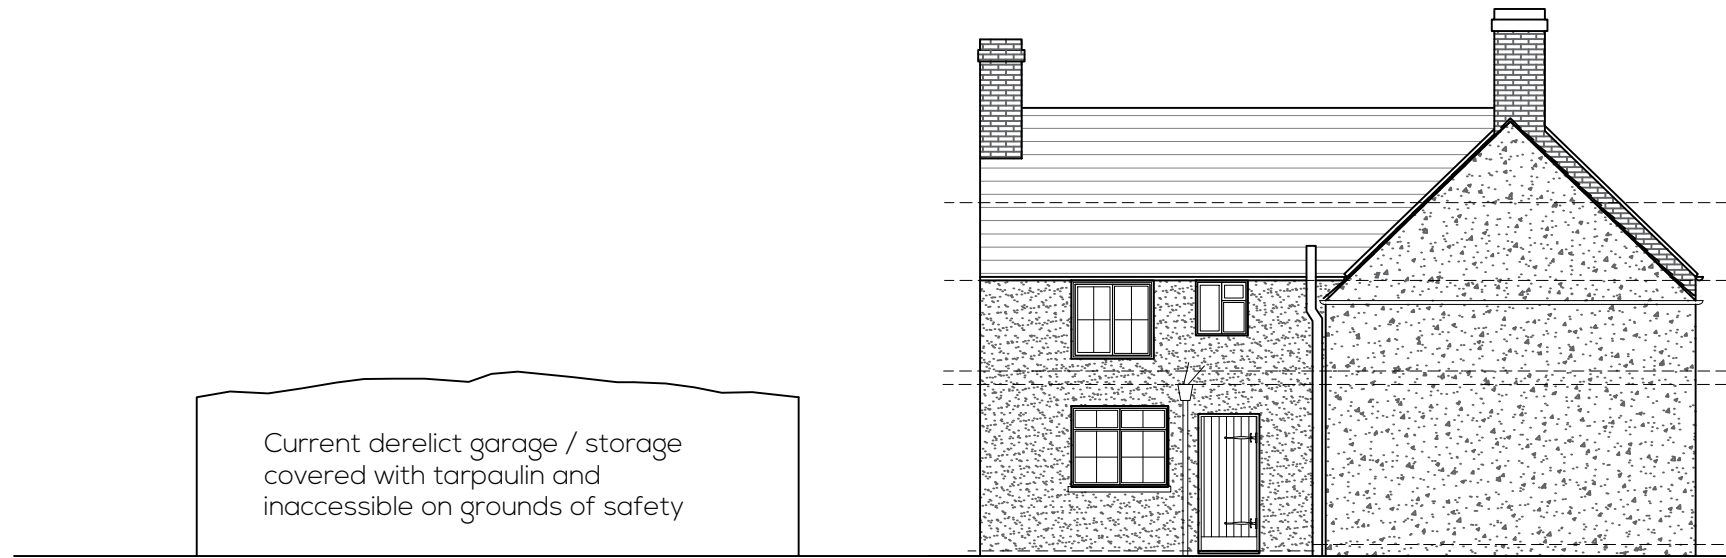 Current derelict garage / storage
covered with tarpaulin and
inaccessible on grounds of safety